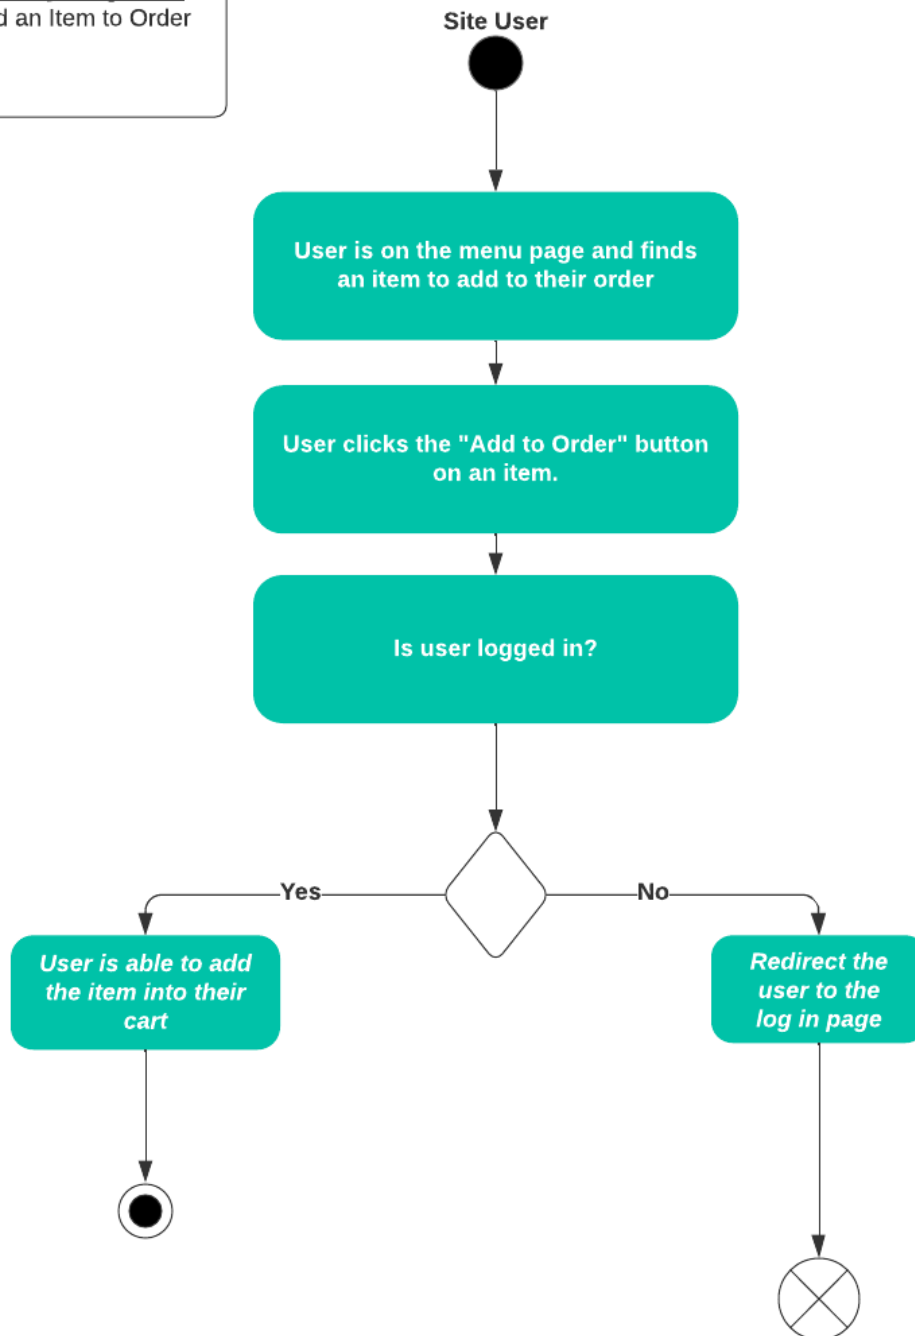 an Item to Order
Site User
User is on the menu page and finds
an item to add to their order
User clicks the "Add to Order" button
on an item.
Is user logged in?
Yes
No
User is able to add
the item into their
cart
Redirect the
user to the
log in page